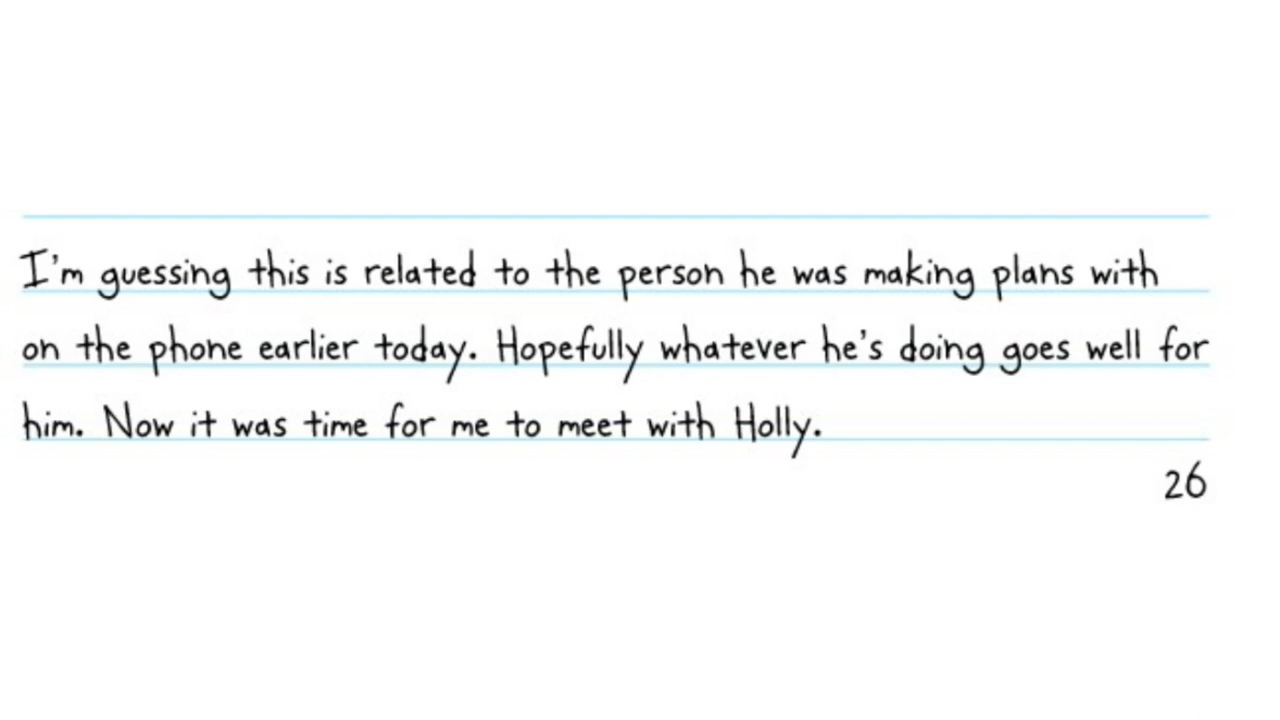 I'm guessing this is related to the person he was making plans with
on the phone earlier today. Hopefully whatever he's doing goes well for
him. Now it was time for me to meet with Holly.
26